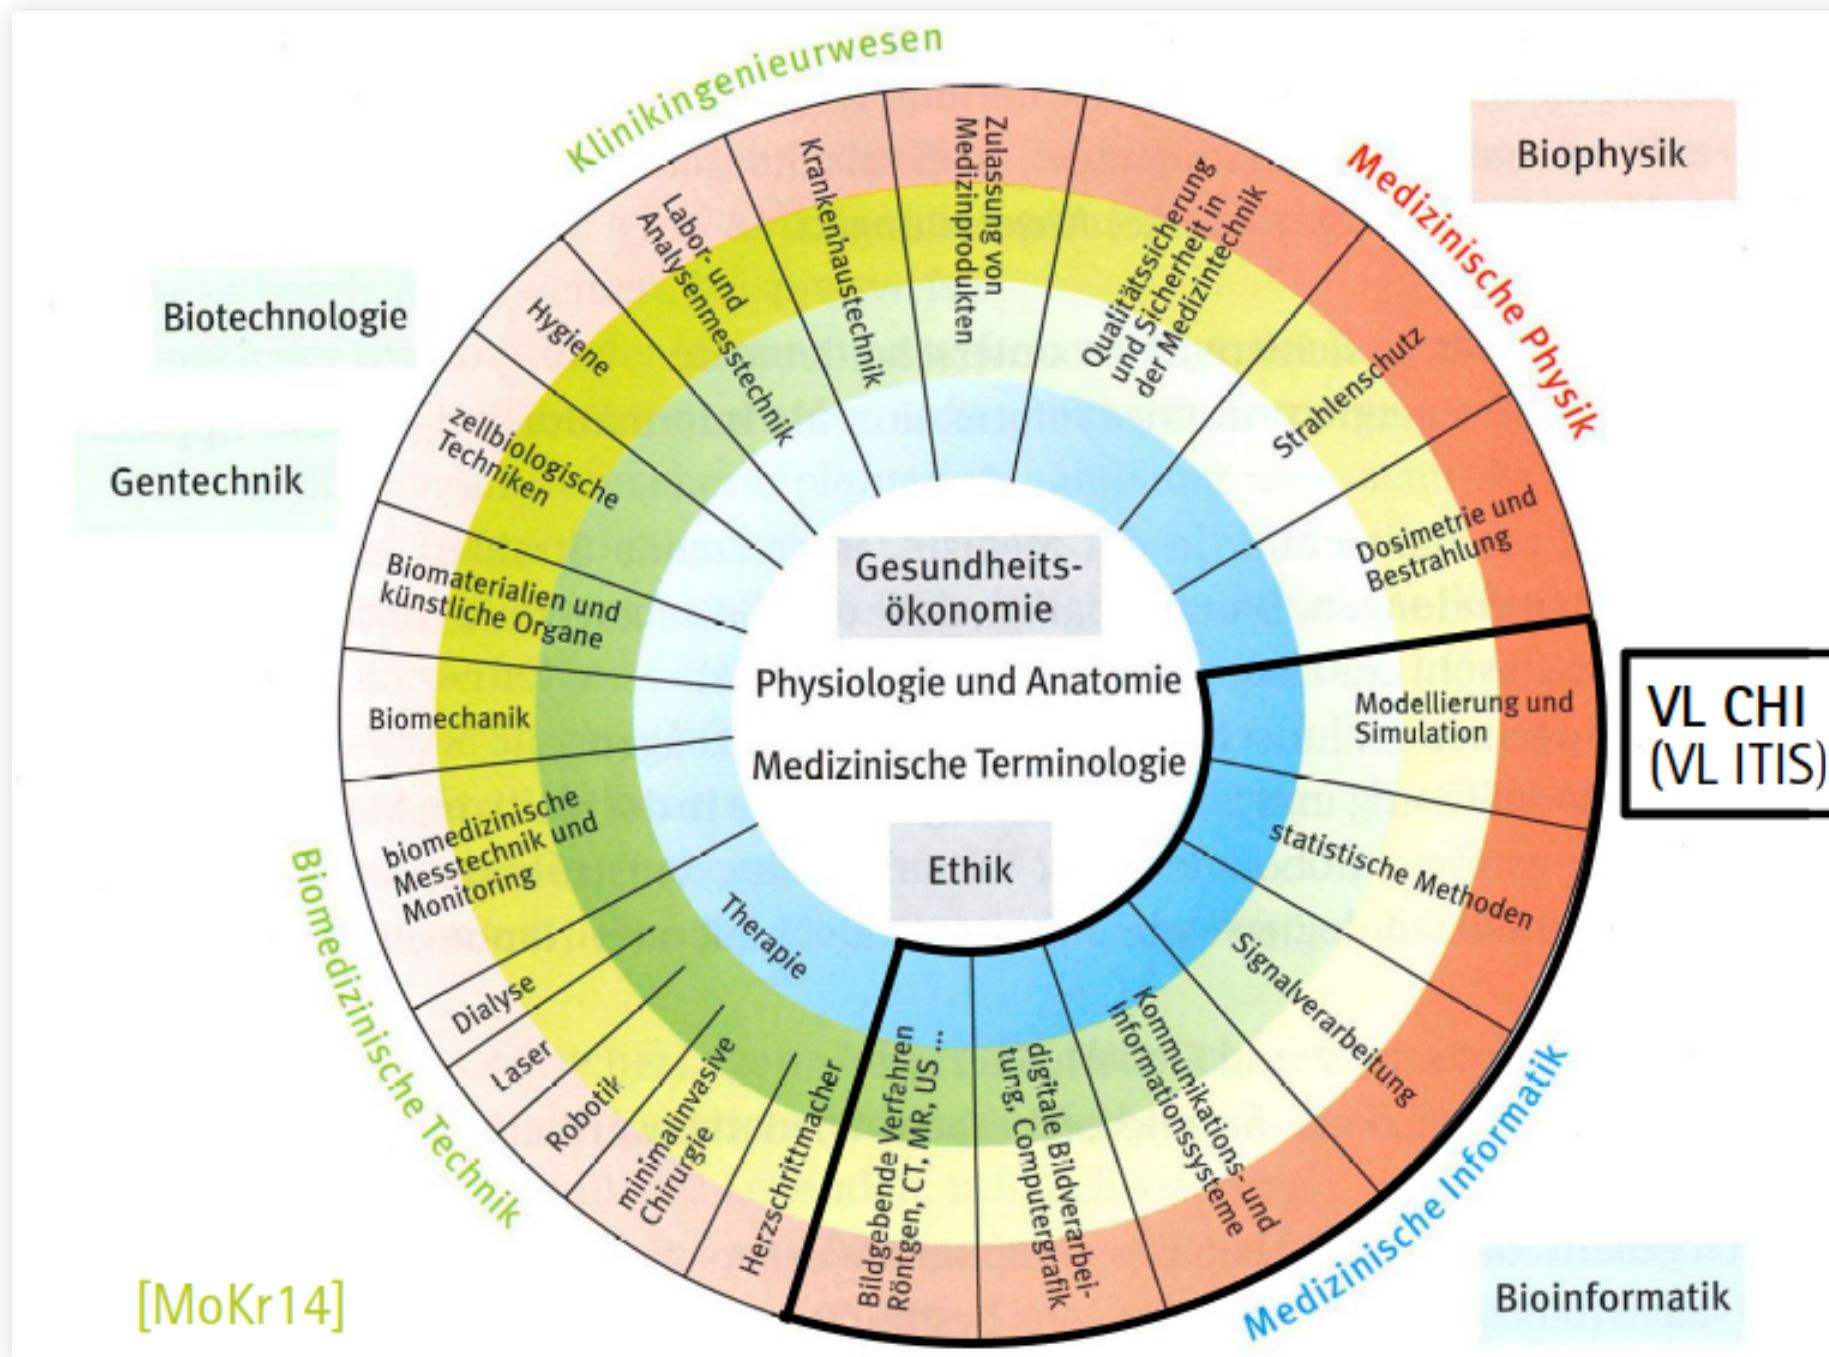 Klinikingenieurwesen
Medizinische Physik
Biophysik
Biotechnologie
Gentechnik
Zulassung von
Medizinprodukten
Qualitätssicherung
und Sicherheit in
der Medizintechnik
Strahlenschutz
Dosimetrie und
Bestrahlung
Modellierung und
Simulation
statistische Methoden
Signalverarbeitung
Kommunikations- und
Informationssysteme
digitale Bildverarbei-
tung, Computergrafik
Bildgebende Verfahren
Röntgen, CT, MR, US ...
Therapie
Herzschrittmacher
minimalinvasive
Chirurgie
Robotik
Laser
Dialyse
biomedizinische
Messtechnik und
Monitoring
Biomechanik
Biomaterialien und
künstliche Organe
zellbiologische
Techniken
Hygiene
Labor- und
Analysenmesstechnik
Krankenhaustechnik
Gesundheits-
ökonomie
Physiologie und Anatomie
Medizinische Terminologie
Ethik
VL CHI
(VL ITIS)
Biomedizinische Technik
Medizinische Informatik
Bioinformatik
[MoKr14]